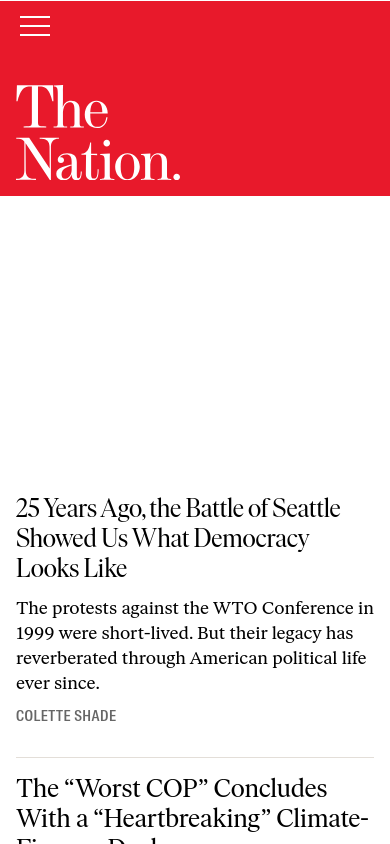 The
Nation.
25 Years Ago, the Battle of Seattle
Showed Us What Democracy
Looks Like
The protests against the WTO Conference in
1999 were short-lived. But their legacy has
reverberated through American political life
ever since.
COLETTE SHADE
The “Worst COP” Concludes
With a “Heartbreaking” Climate-